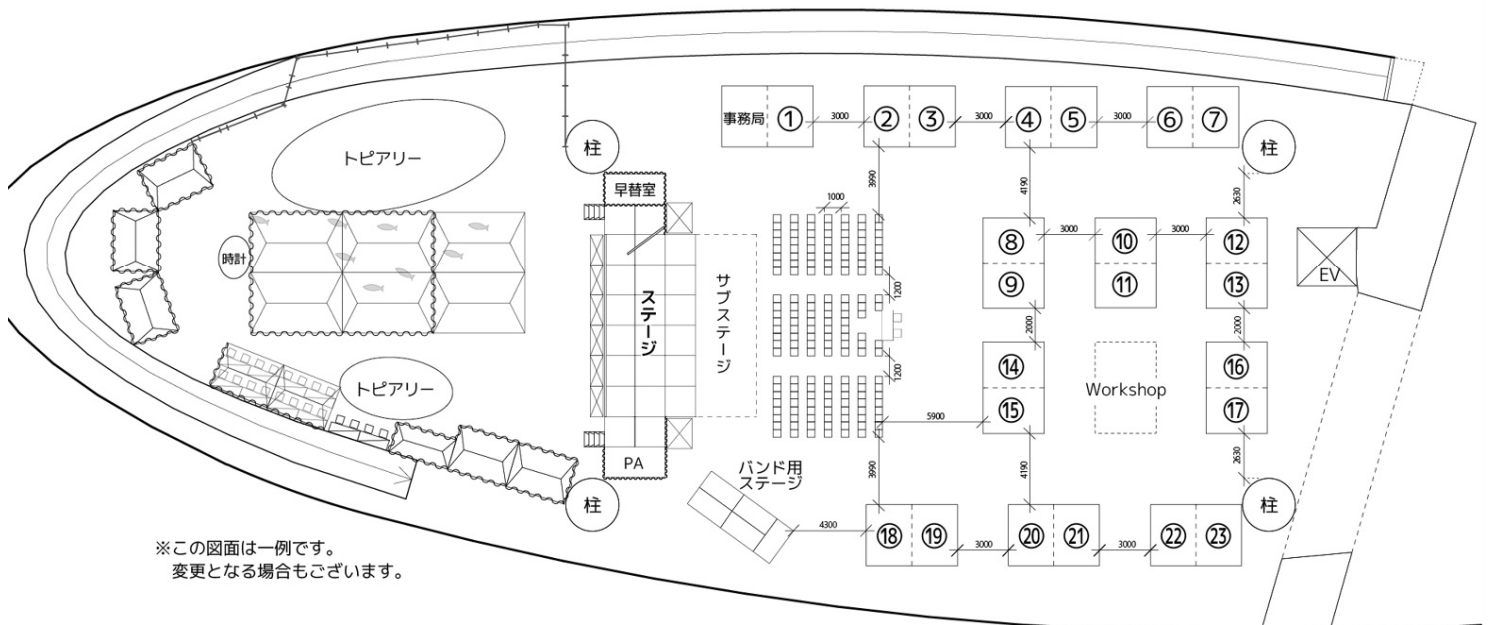 事務局 ① 3000 ② ③ 3000 ④ ⑤ 3000 ⑥ ⑦
柱
柱
トピアリー
早替室
1000
3990
4190
2630
時計
ステージ
サブステージ
⑧ 3000 ⑩ 3000 ⑫
⑨ ⑪ ⑬
EV
1200
2000
2000
1200
⑭ ⑯
Workshop
⑮ ⑰
5900
トピアリー
PA
バンド用
ステージ
3990
4190
2630
柱
柱
4300
⑱ ⑲ 3000 ⑳ ㉑ 3000 ㉒ ㉓
※この図面は一例です。
変更となる場合もございます。